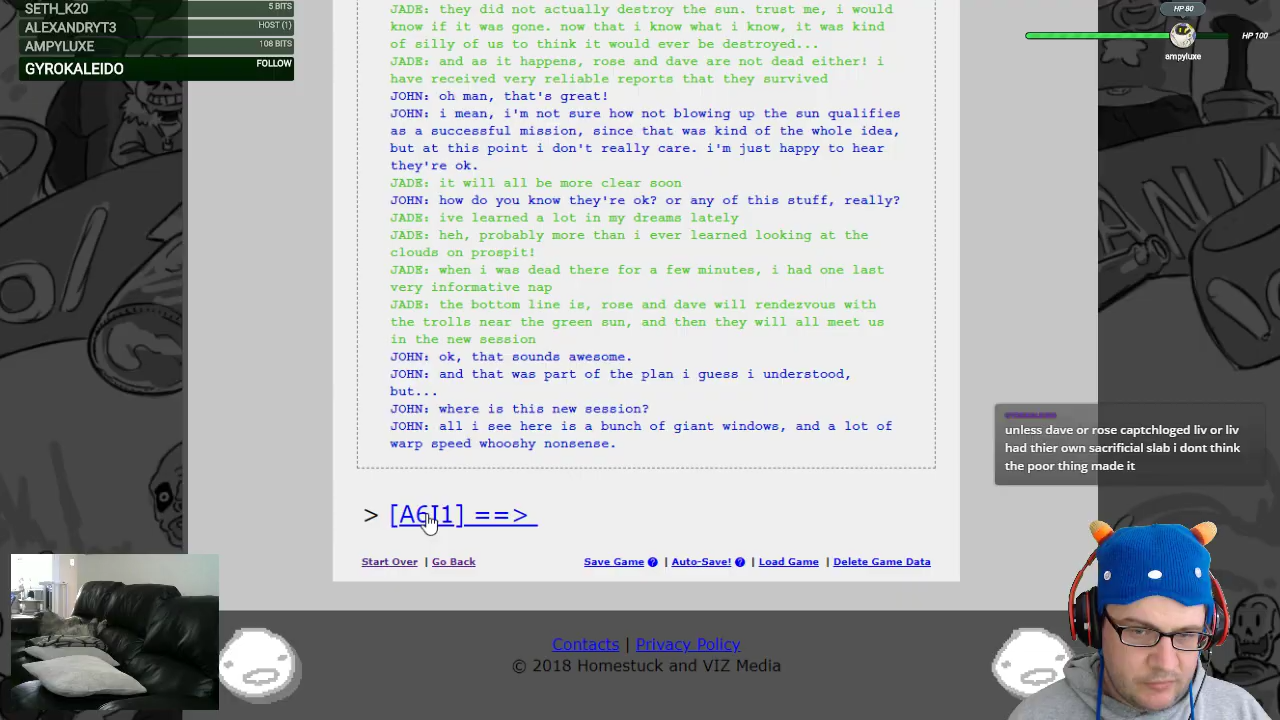 SETH_K20 5 BITS
ALEXANDRYT3 HOST (1)
AMPYLUXE 108 BITS
GYROKALEIDO FOLLOW
HP 80
HP 100
ampyluxe
JADE: they did not actually destroy the sun. trust me, i would
know if it was gone. now that i know what i know, it was kind
of silly of us to think it would ever be destroyed...
JADE: and as it happens, rose and dave are not dead either! i
have received very reliable reports that they survived
JOHN: oh man, that's great!
JOHN: i mean, i'm not sure how not blowing up the sun qualifies
as a successful mission, since that was kind of the whole idea,
but at this point i don't really care. i'm just happy to hear
they're ok.
JADE: it will all be more clear soon
JOHN: how do you know they're ok? or any of this stuff, really?
JADE: ive learned a lot in my dreams lately
JADE: heh, probably more than i ever learned looking at the
clouds on prospit!
JADE: when i was dead there for a few minutes, i had one last
very informative nap
JADE: the bottom line is, rose and dave will rendezvous with
the trolls near the green sun, and then they will all meet us
in the new session
JOHN: ok, that sounds awesome.
JOHN: and that was part of the plan i guess i understood,
but...
JOHN: where is this new session?
JOHN: all i see here is a bunch of giant windows, and a lot of
warp speed whooshy nonsense.
unless dave or rose captchloged liv or liv
had thier own sacrificial slab i dont think
the poor thing made it
> [A6I1] ==>
Start Over | Go Back
Save Game ? | Auto-Save! ? | Load Game | Delete Game Data
Contacts | Privacy Policy
© 2018 Homestuck and VIZ Media